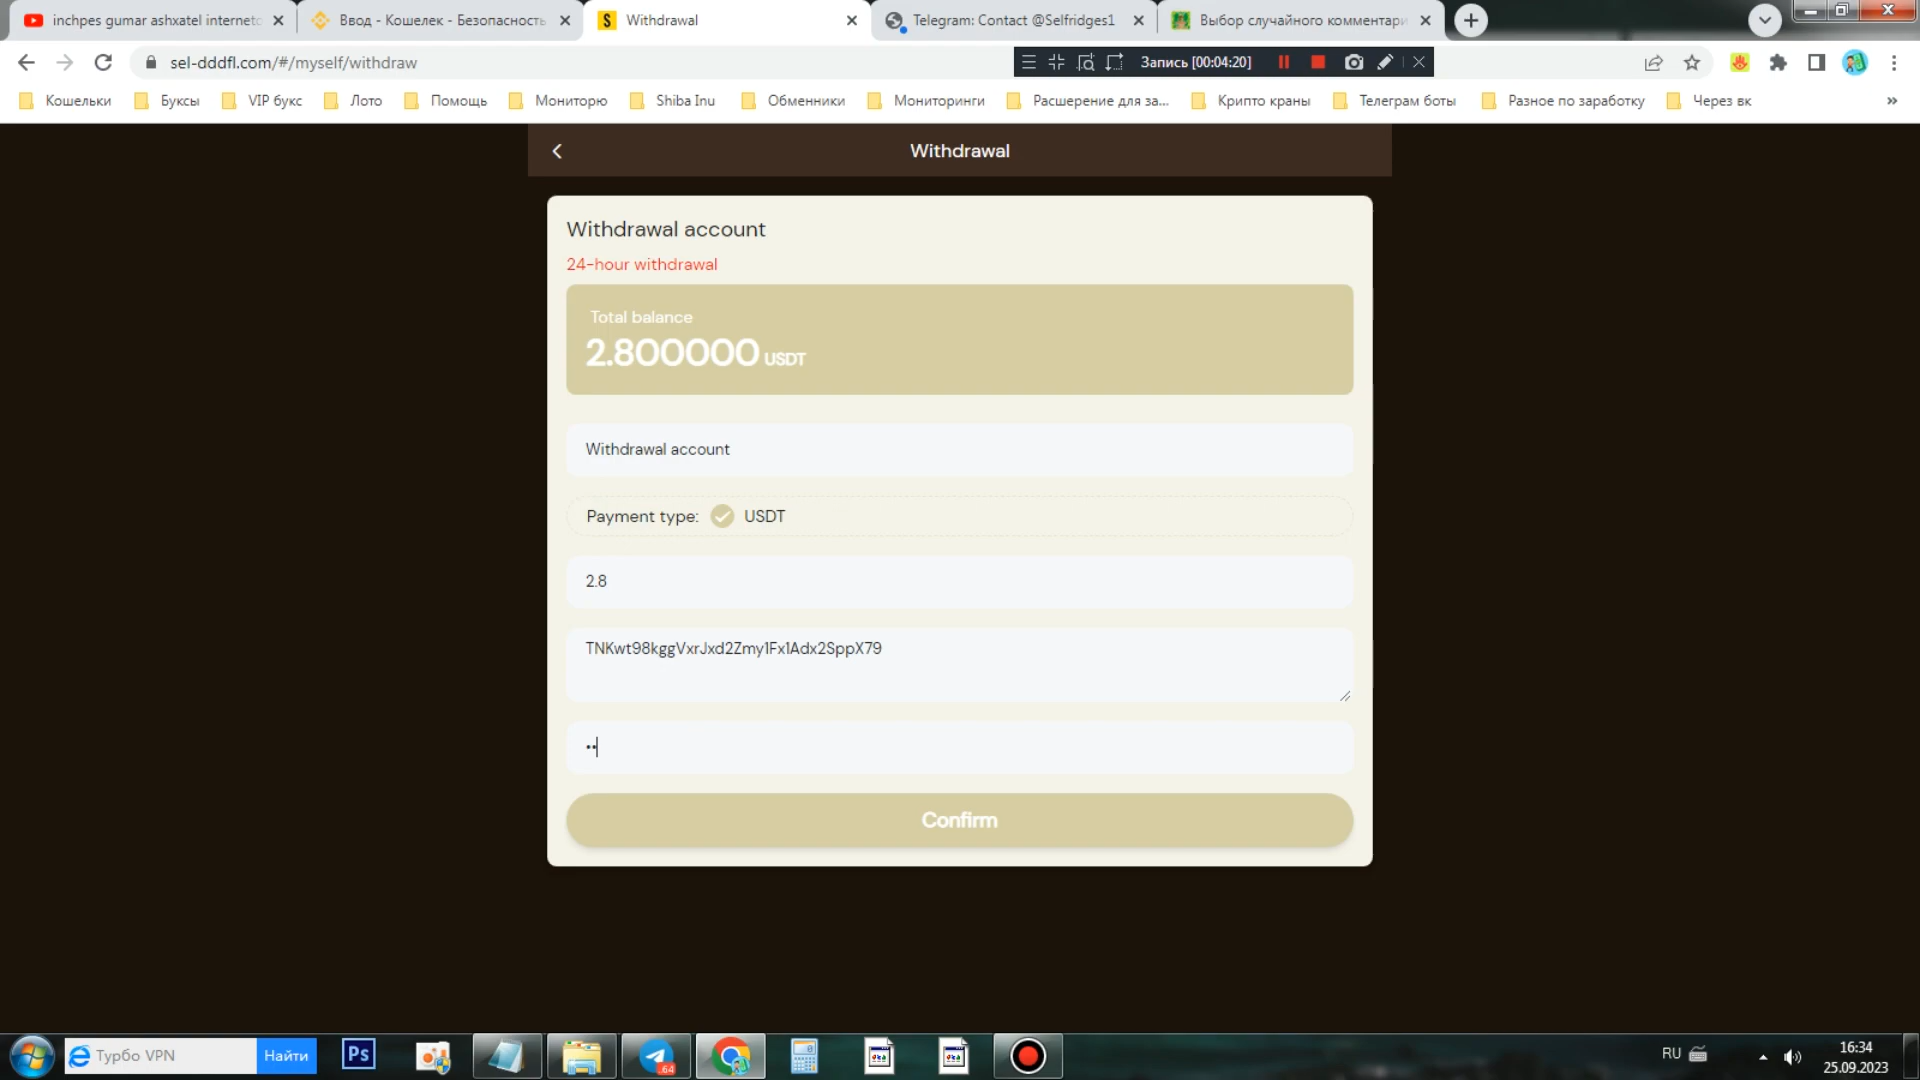 inchpes gumar ashxatel interneto
Ввод - Кошелек - Безопасность
Withdrawal
Telegram: Contact @Selfridges1
Выбор случайного комментари
sel-dddfl.com/#/myself/withdraw
Запись [00:04:20]
Кошельки
Буксы
VIP букс
Лото
Помощь
Мониторю
Shiba Inu
Обменники
Мониторинги
Расшерение для за...
Крипто краны
Телеграм боты
Разное по заработку
Через вк
Withdrawal
Withdrawal account
24-hour withdrawal
Total balance
2.800000 USDT
Withdrawal account
Payment type: USDT
2.8
TNKwt98kggVxrJxd2Zmy1Fx1Adx2SppX79
Confirm
Турбо VPN
Найти
Ps
64
RU
16:34
25.09.2023